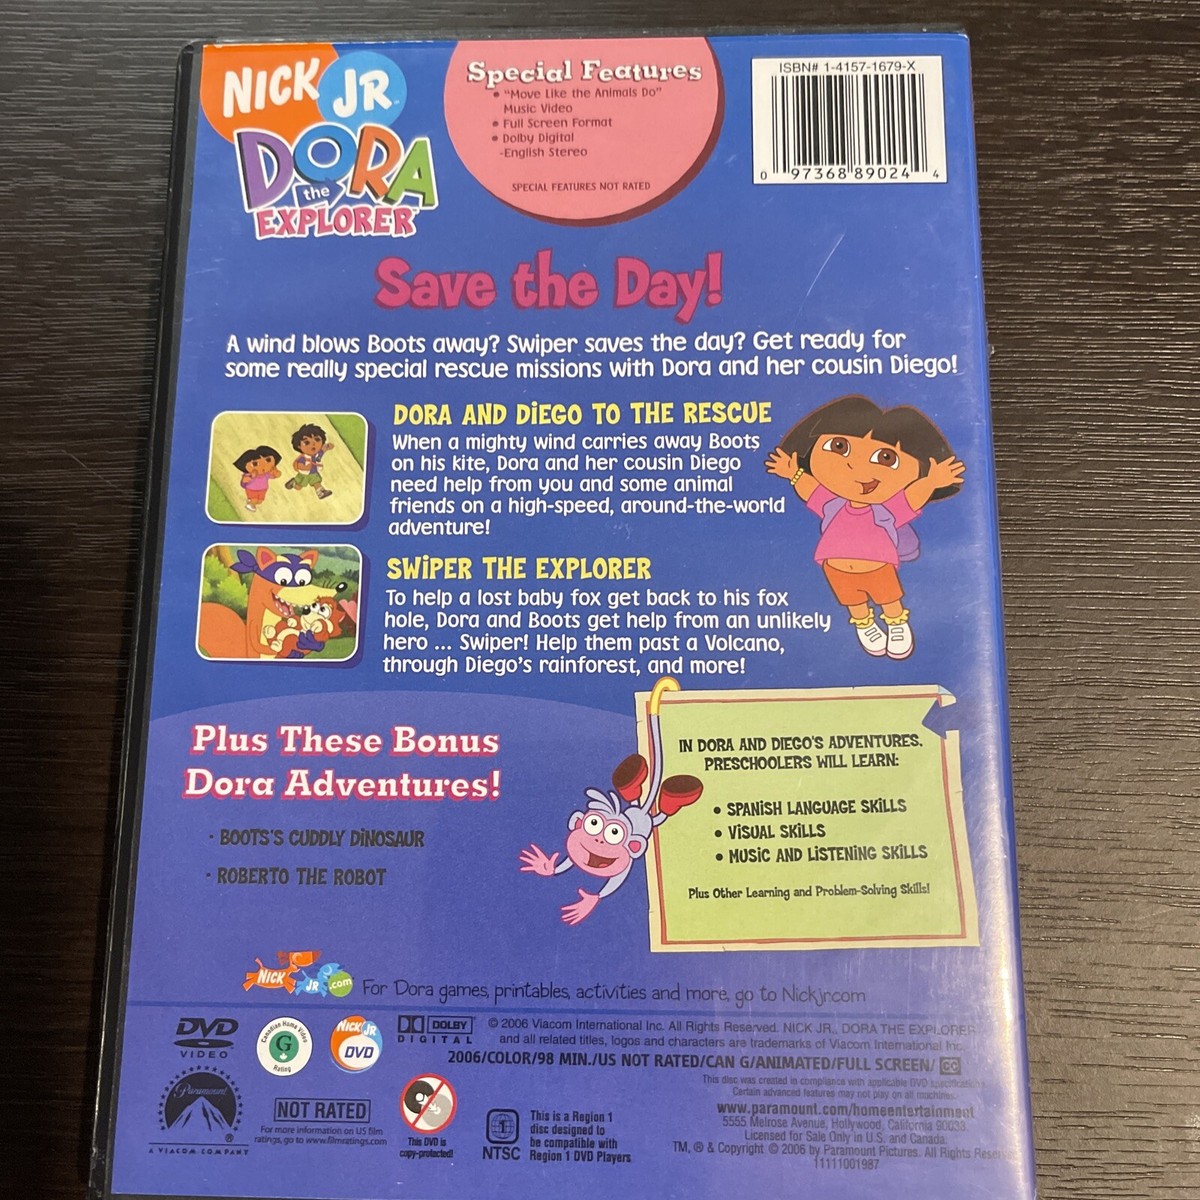 NICK JR
DORA
the
EXPLORER
Special Features
• "Move Like the Animals Do"
Music Video
• Full Screen Format
• Dolby Digital
-English Stereo
SPECIAL FEATURES NOT RATED
ISBN# 1-4157-1679-X
0 97368 89024 4
Save the Day!
A wind blows Boots away? Swiper saves the day? Get ready for
some really special rescue missions with Dora and her cousin Diego!
DORA AND DiEGO TO THE RESCUE
When a mighty wind carries away Boots
on his kite, Dora and her cousin Diego
need help from you and some animal
friends on a high-speed, around-the-world
adventure!
SWiPER THE EXPLORER
To help a lost baby fox get back to his fox
hole, Dora and Boots get help from an unlikely
hero ... Swiper! Help them past a Volcano,
through Diego's rainforest, and more!
Plus These Bonus
Dora Adventures!
· BOOTS'S CUDDLY DiNOSAUR
· ROBERTO THE ROBOT
IN DORA AND DIEGO'S ADVENTURES,
PRESCHOOLERS WILL LEARN:
• SPANiSH LANGUAGE SKiLLS
• ViSUAL SKiLLS
• MUSiC AND LiSTENiNG SKiLLS
Plus Other Learning and Problem-Solving Skills!
NICK JR .com
For Dora games, printables, activities and more, go to Nickjr.com
DVD
VIDEO
Canadian Home Video
G
Rating
NICK JR
DVD
DOLBY
DIGITAL
© 2006 Viacom International Inc. All Rights Reserved. NICK JR., DORA THE EXPLORER
and all related titles, logos and characters are trademarks of Viacom International Inc.
2006/COLOR/98 MIN./US NOT RATED/CAN G/ANIMATED/FULL SCREEN/ CC
This disc was created in compliance with applicable DVD specifications.
Certain advanced features may not play on all machines.
Paramount
®
A VIACOM COMPANY
NOT RATED
For more information on US film
ratings, go to www.filmratings.com
This DVD is
copy-protected!
1
NTSC
This is a Region 1
disc designed to
be compatible with
Region 1 DVD Players
www.paramount.com/homeentertainment
5555 Melrose Avenue, Hollywood, California 90038
Licensed for Sale Only in U.S. and Canada.
TM, ® & Copyright © 2006 by Paramount Pictures. All Rights
11111001987